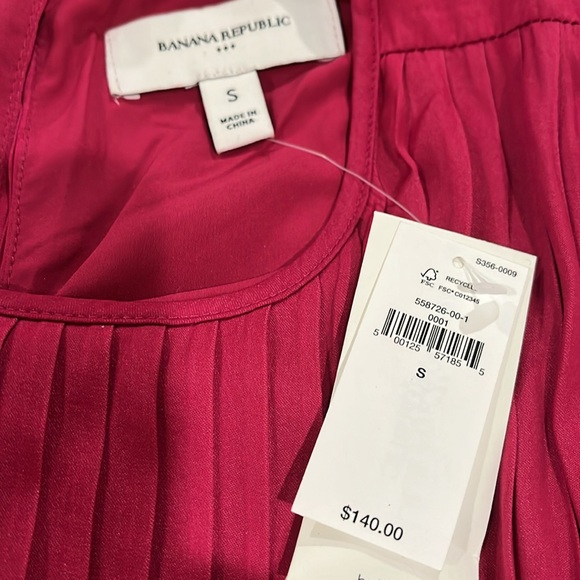 BANANA REPUBLIC
S
MADE IN
CHINA
S356-0009
FSC
RECYCLE
FSC® C012345
558726-00-1
0001
5 00125 57185 5
S
$140.00